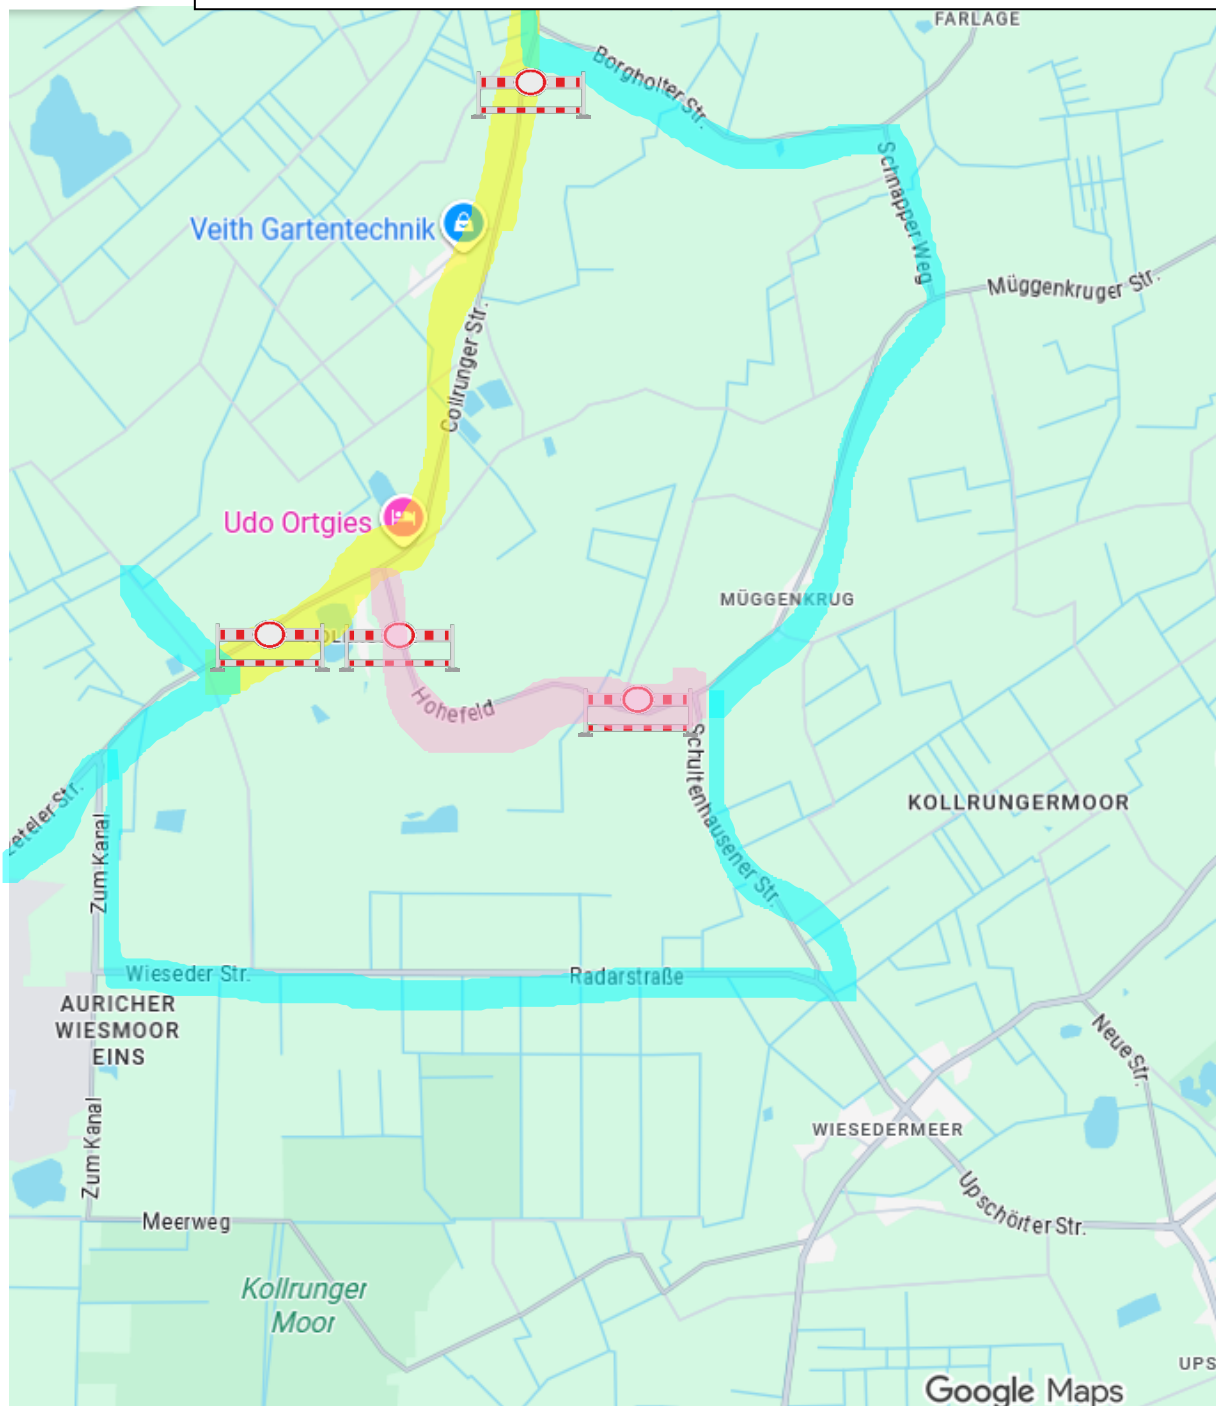 FARLAGE
Borgholter Str.
Schnapper Weg
Veith Gartentechnik
Müggenkruger Str.
Collrunger Str.
Udo Ortgies
MÜGGENKRUG
Hohefeld
Schultenhausener Str.
KOLLRUNGERMOOR
Zum Kanal
Wieseder Str.
Radarstraße
AURICHER
WIESMOOR
EINS
Neue Str.
Zum Kanal
WIESEDERMEER
Upschörter Str.
Meerweg
Kollrunger
Moor
UPS
Google Maps